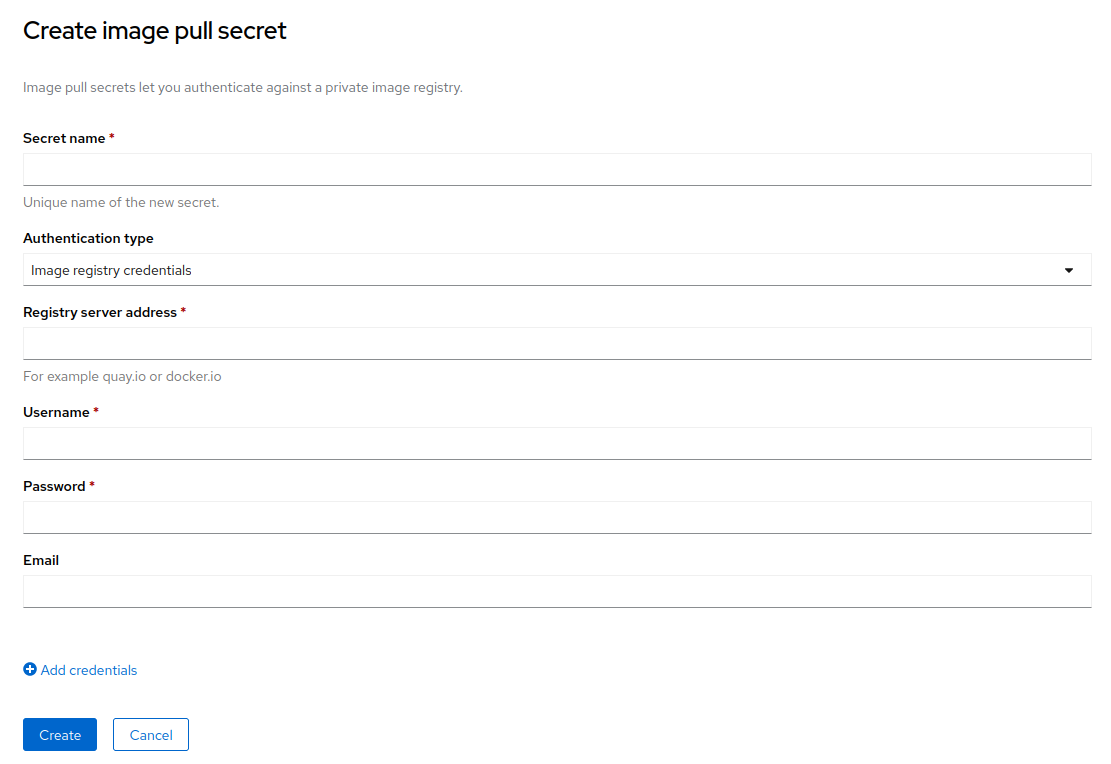 Create image pull secret
Image pull secrets let you authenticate against a private image registry.
Secret name *
Unique name of the new secret.
Authentication type
Image registry credentials
Registry server address *
For example quay.io or docker.io
Username *
Password *
Email
Add credentials
Create Cancel